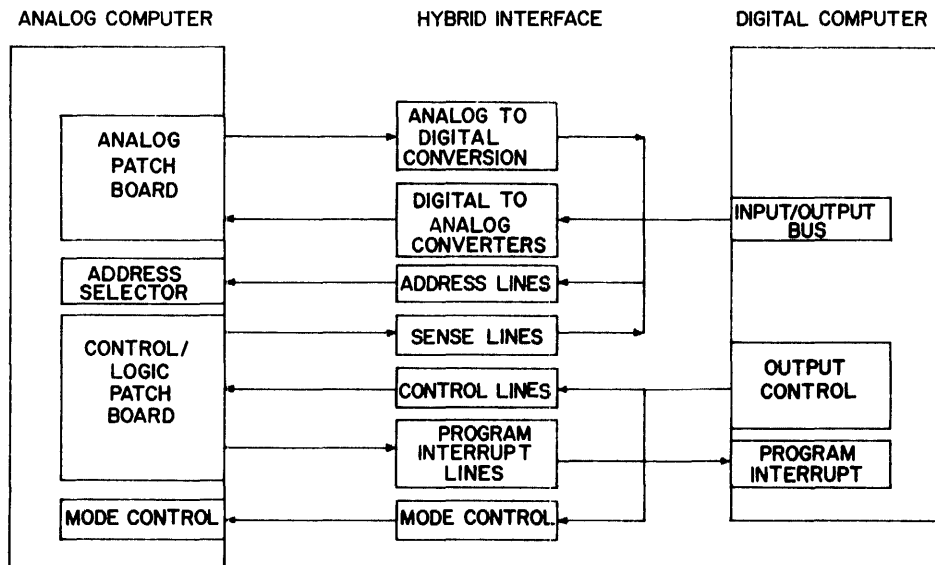 ANALOG COMPUTER
HYBRID INTERFACE
DIGITAL COMPUTER
ANALOG
PATCH
BOARD
ADDRESS
SELECTOR
CONTROL/
LOGIC
PATCH
BOARD
MODE CONTROL
ANALOG TO
DIGITAL
CONVERSION
DIGITAL TO
ANALOG
CONVERTERS
ADDRESS LINES
SENSE LINES
CONTROL LINES
PROGRAM
INTERRUPT
LINES
MODE CONTROL
INPUT/OUTPUT
BUS
OUTPUT
CONTROL
PROGRAM
INTERRUPT